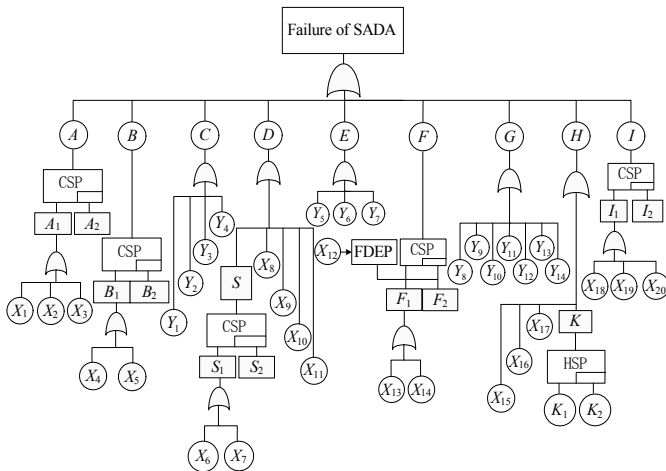 Failure of SADA
A B C D E F G H I
CSP
A₁ A₂
X₁ X₂ X₃
CSP
B₁ B₂
X₄ X₅
Y₁ Y₂ Y₃ Y₄
S
CSP
S₁ S₂
X₆ X₇
X₈ X₉ X₁₀ X₁₁
Y₅ Y₆ Y₇
X₁₂ FDEP CSP
F₁ F₂
X₁₃ X₁₄
Y₈ Y₉ Y₁₀ Y₁₁ Y₁₂ Y₁₃ Y₁₄
X₁₅ X₁₆ X₁₇ K
HSP
K₁ K₂
CSP
I₁ I₂
X₁₈ X₁₉ X₂₀